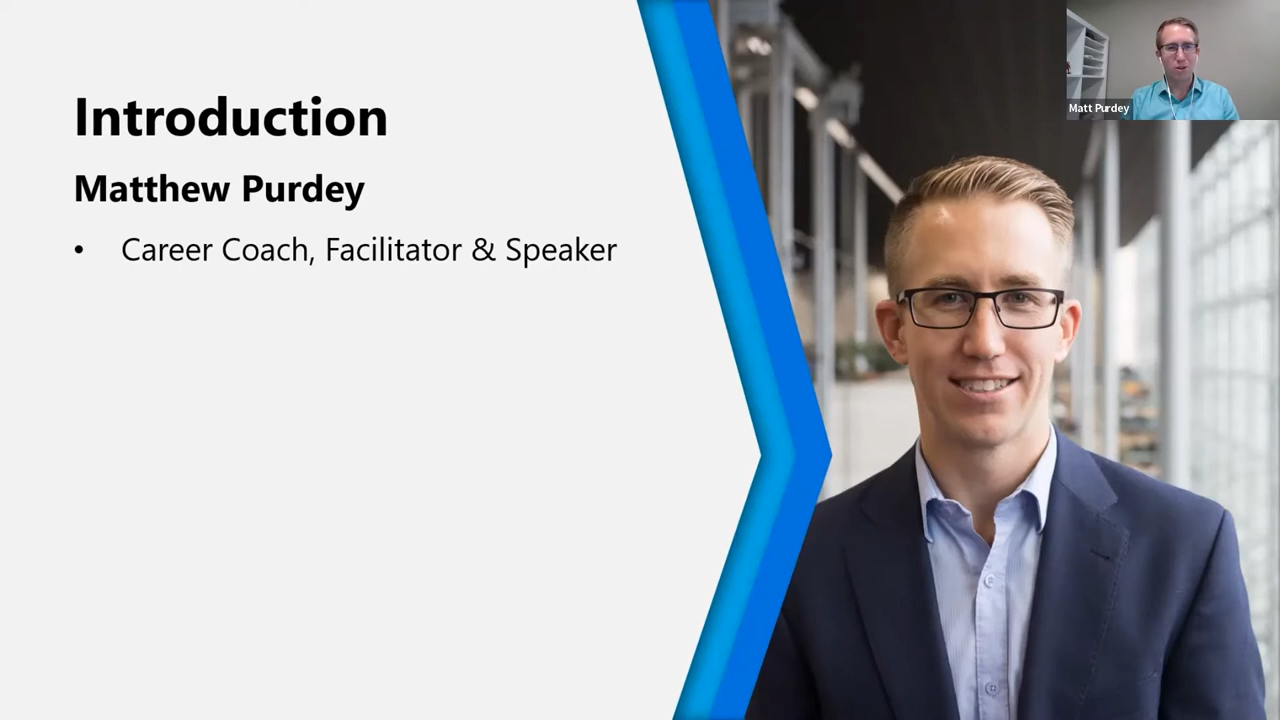 Introduction
Matthew Purdey
• Career Coach, Facilitator & Speaker
Matt Purdey